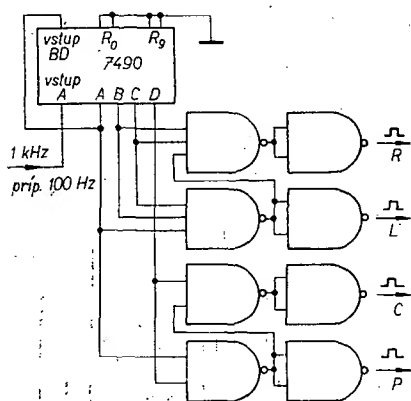 vstup BD R0 R9
7490
vstup A A B C D
1 kHz
príp. 100 Hz
R
L
C
P